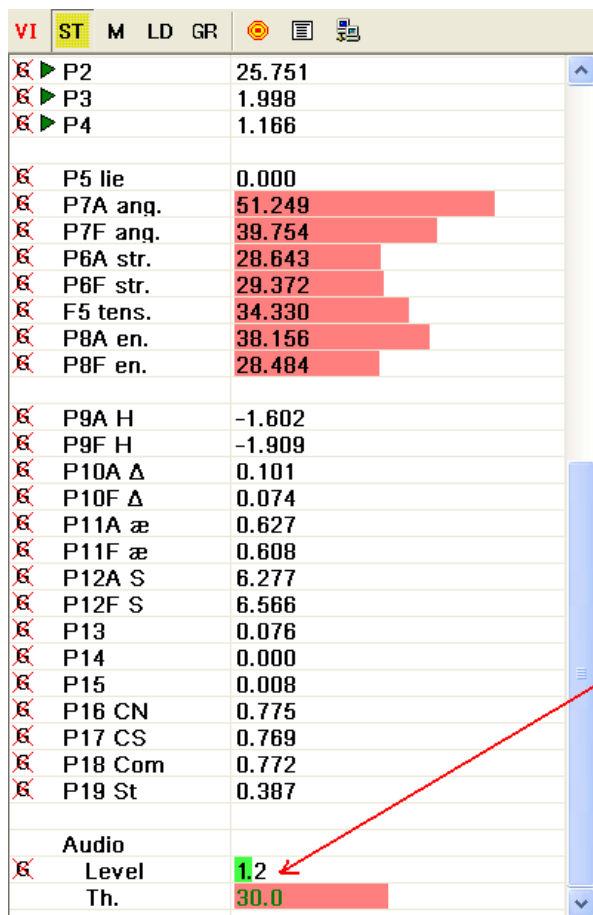 VI ST M LD GR
G P2 25.751
G P3 1.998
G P4 1.166
G P5 lie 0.000
G P7A ang. 51.249
G P7F ang. 39.754
G P6A str. 28.643
G P6F str. 29.372
G F5 tens. 34.330
G P8A en. 38.156
G P8F en. 28.484
G P9A H -1.602
G P9F H -1.909
G P10A Δ 0.101
G P10F Δ 0.074
G P11A æ 0.627
G P11F æ 0.608
G P12A S 6.277
G P12F S 6.566
G P13 0.076
G P14 0.000
G P15 0.008
G P16 CN 0.775
G P17 CS 0.769
G P18 Com 0.772
G P19 St 0.387
Audio
G Level 1.2
Th. 30.0